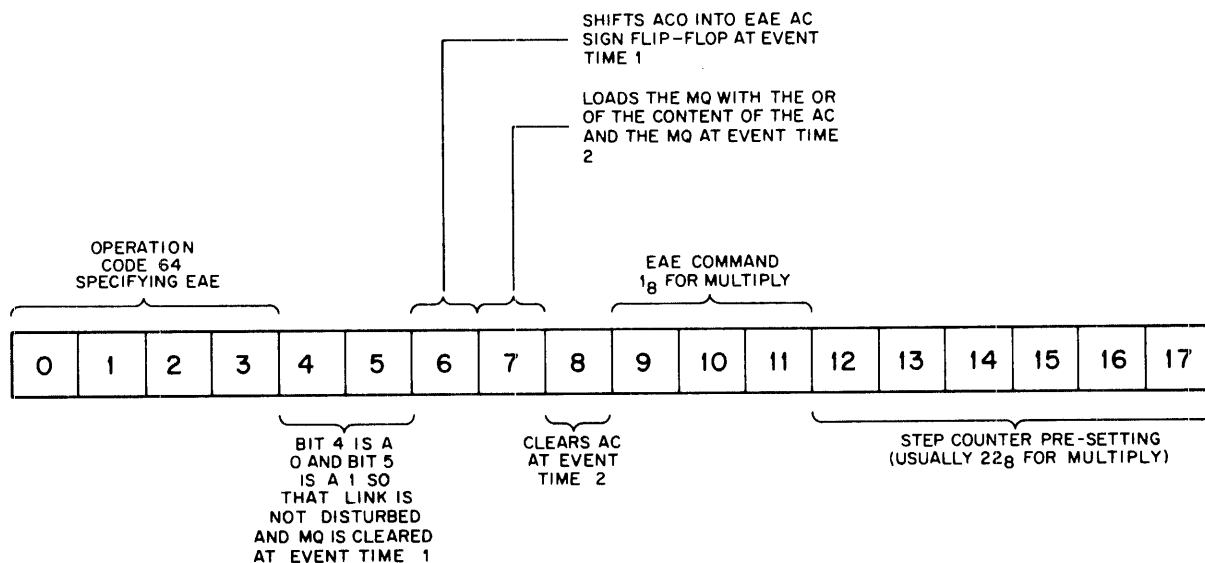 SHIFTS ACO INTO EAE AC
SIGN FLIP-FLOP AT EVENT
TIME 1
LOADS THE MQ WITH THE OR
OF THE CONTENT OF THE AC
AND THE MQ AT EVENT TIME
2
OPERATION
CODE 64
SPECIFYING EAE
EAE COMMAND
1₈ FOR MULTIPLY
0 1 2 3 4 5 6 7 8 9 10 11 12 13 14 15 16 17
BIT 4 IS A
0 AND BIT 5
IS A 1 SO
THAT LINK IS
NOT DISTURBED
AND MQ IS CLEARED
AT EVENT TIME 1
CLEARS AC
AT EVENT
TIME 2
STEP COUNTER PRE-SETTING
(USUALLY 22₈ FOR MULTIPLY)